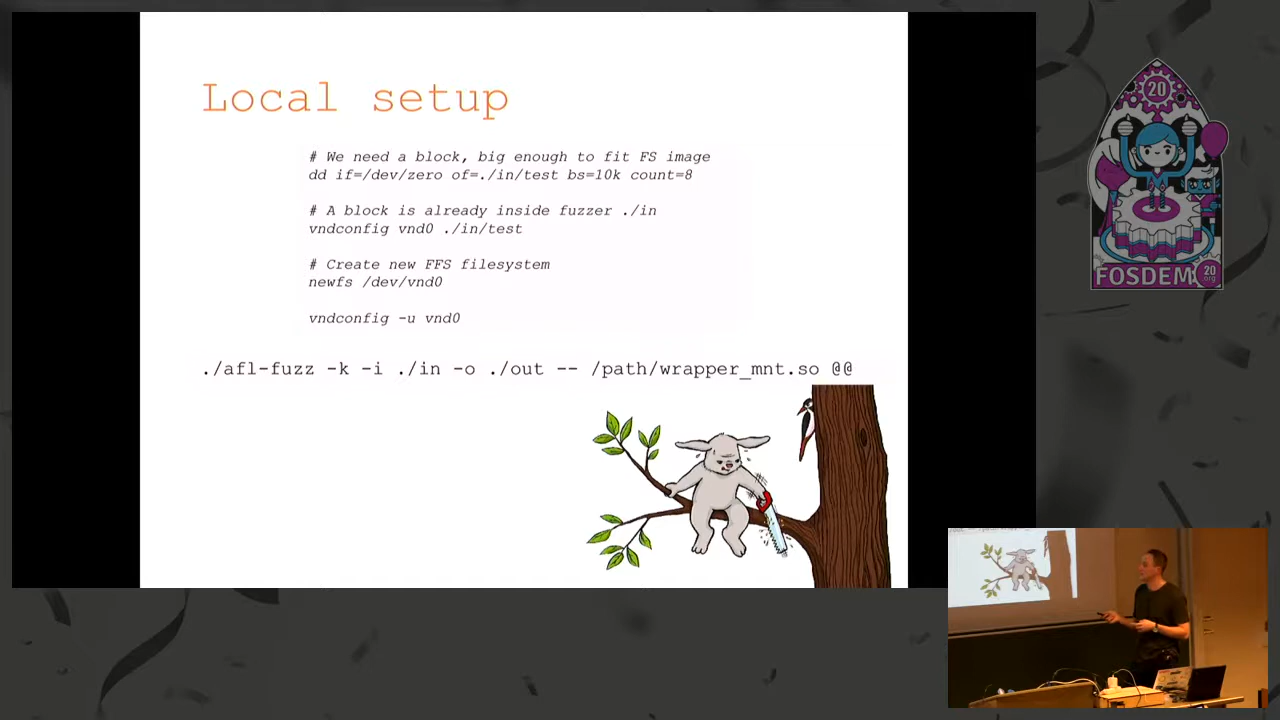 Local setup
# We need a block, big enough to fit FS image
dd if=/dev/zero of=./in/test bs=10k count=8
# A block is already inside fuzzer ./in
vndconfig vnd0 ./in/test
# Create new FFS filesystem
newfs /dev/vnd0
vndconfig -u vnd0
./afl-fuzz -k -i ./in -o ./out -- /path/wrapper_mnt.so @@
20
FOSDEM
20
.org